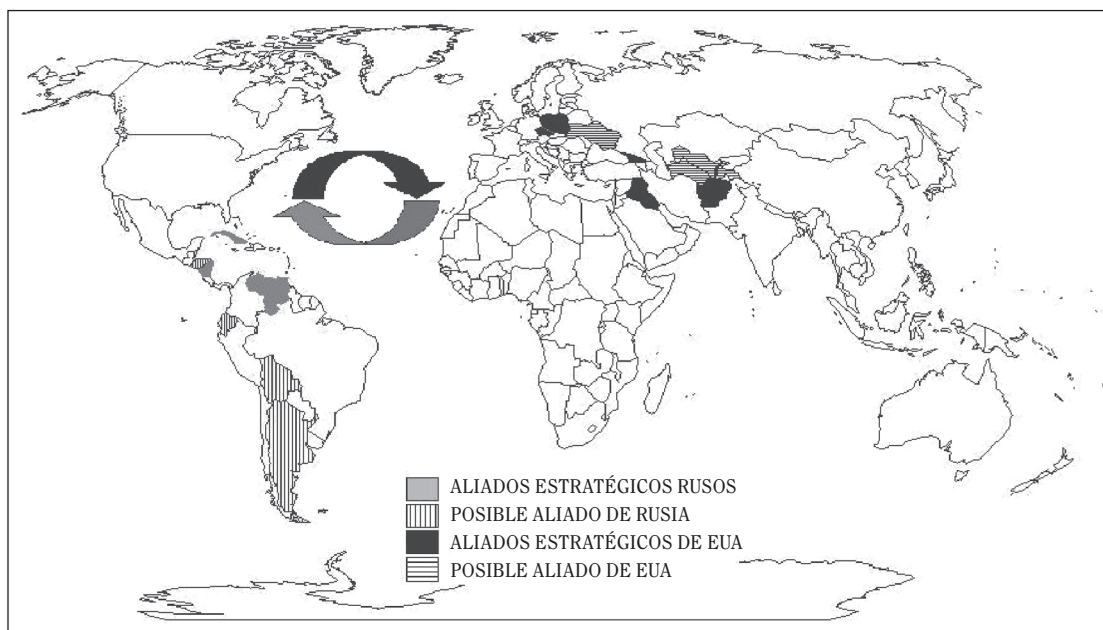 ALIADOS ESTRATÉGICOS RUSOS
POSIBLE ALIADO DE RUSIA
ALIADOS ESTRATÉGICOS DE EUA
POSIBLE ALIADO DE EUA